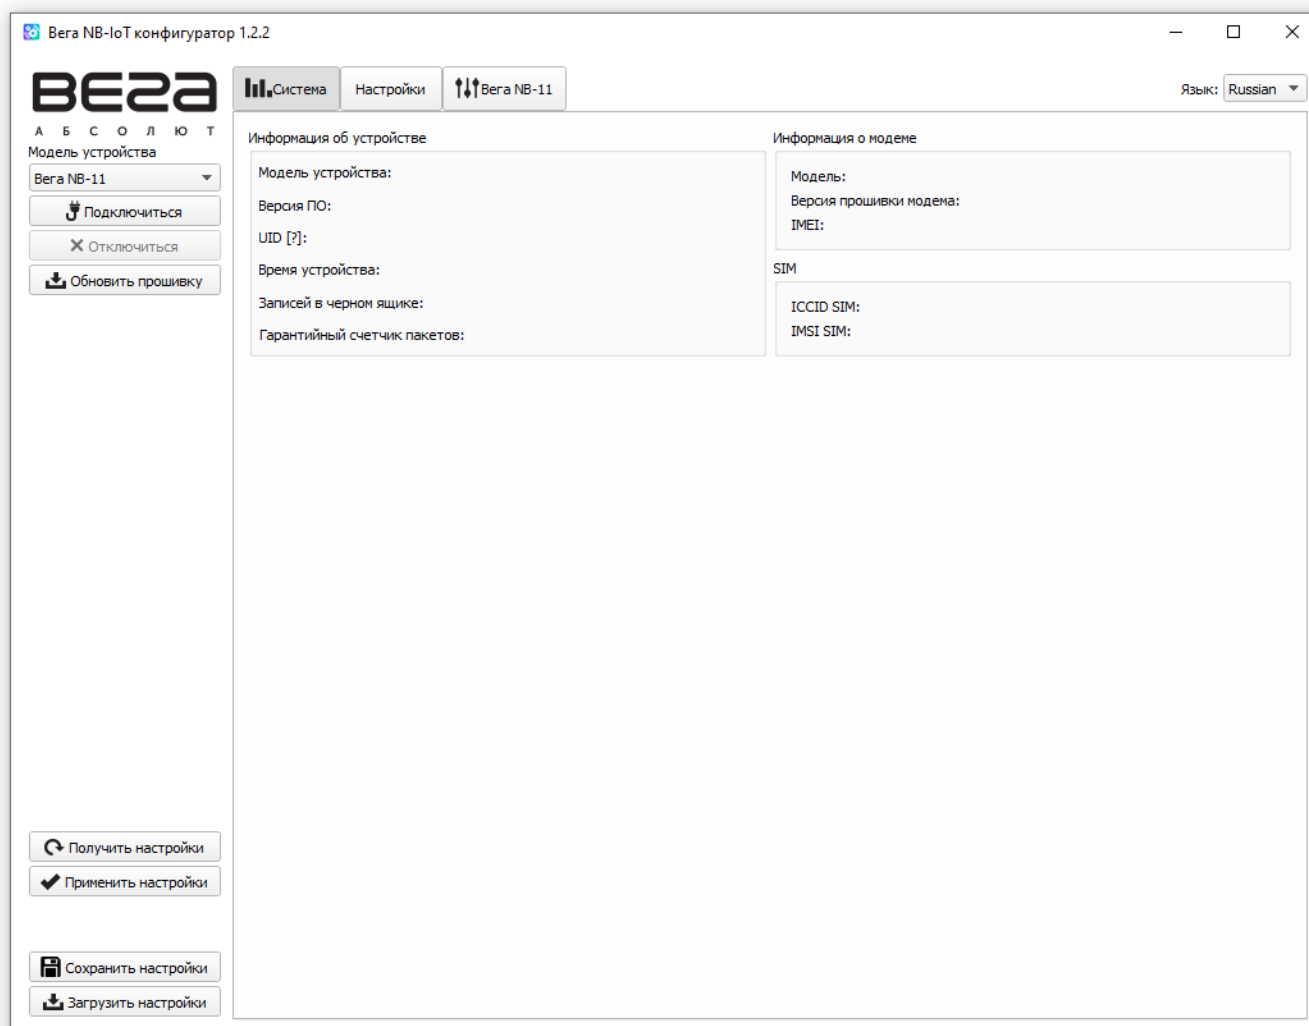 Вега NB-IoT конфигуратор 1.2.2
ВЕГА
АБСОЛЮТ
Система
Настройки
Вега NB-11
Язык: Russian
Модель устройства
Вега NB-11
Подключиться
Отключиться
Обновить прошивку
Информация об устройстве
Модель устройства:
Версия ПО:
UID [?]:
Время устройства:
Записей в черном ящике:
Гарантийный счетчик пакетов:
Информация о модеме
Модель:
Версия прошивки модема:
IMEI:
SIM
ICCID SIM:
IMSI SIM:
Получить настройки
Применить настройки
Сохранить настройки
Загрузить настройки